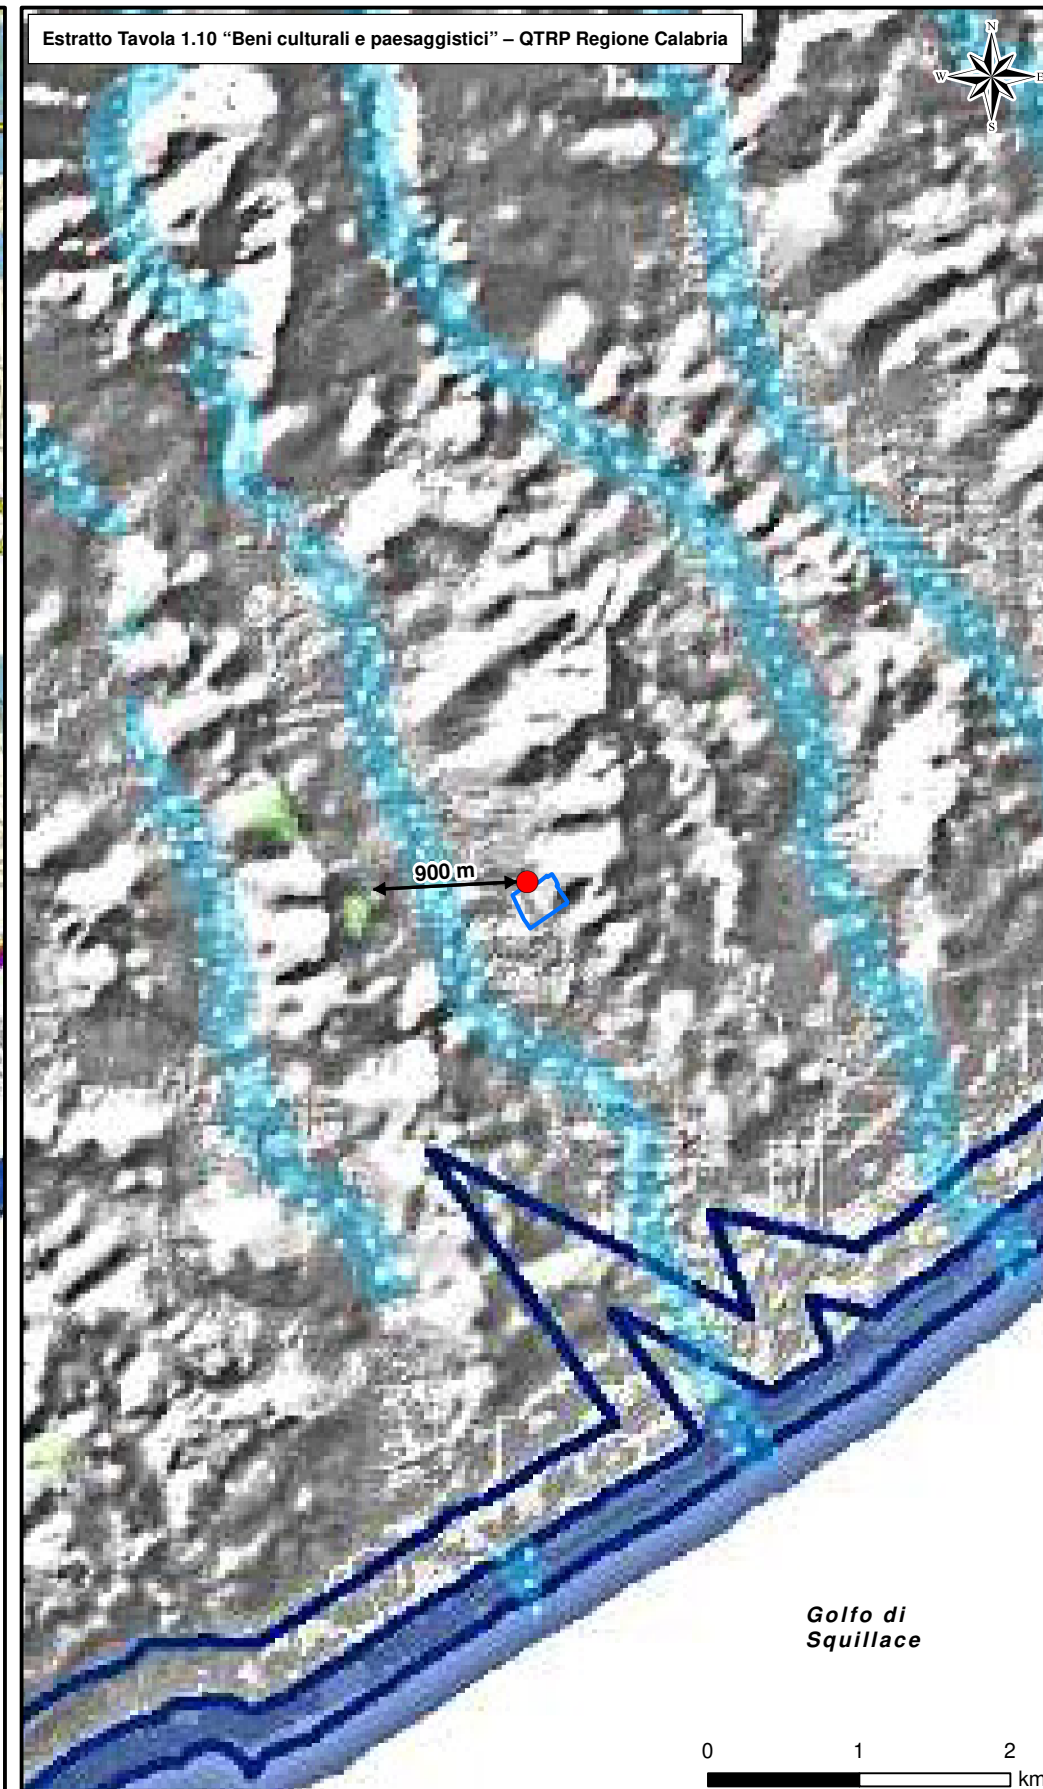 Estratto Tavola 1.10 “Beni culturali e paesaggistici” – QTRP Regione Calabria
N
W E
S
900 m
Golfo di
Squillace
0 1 2
km